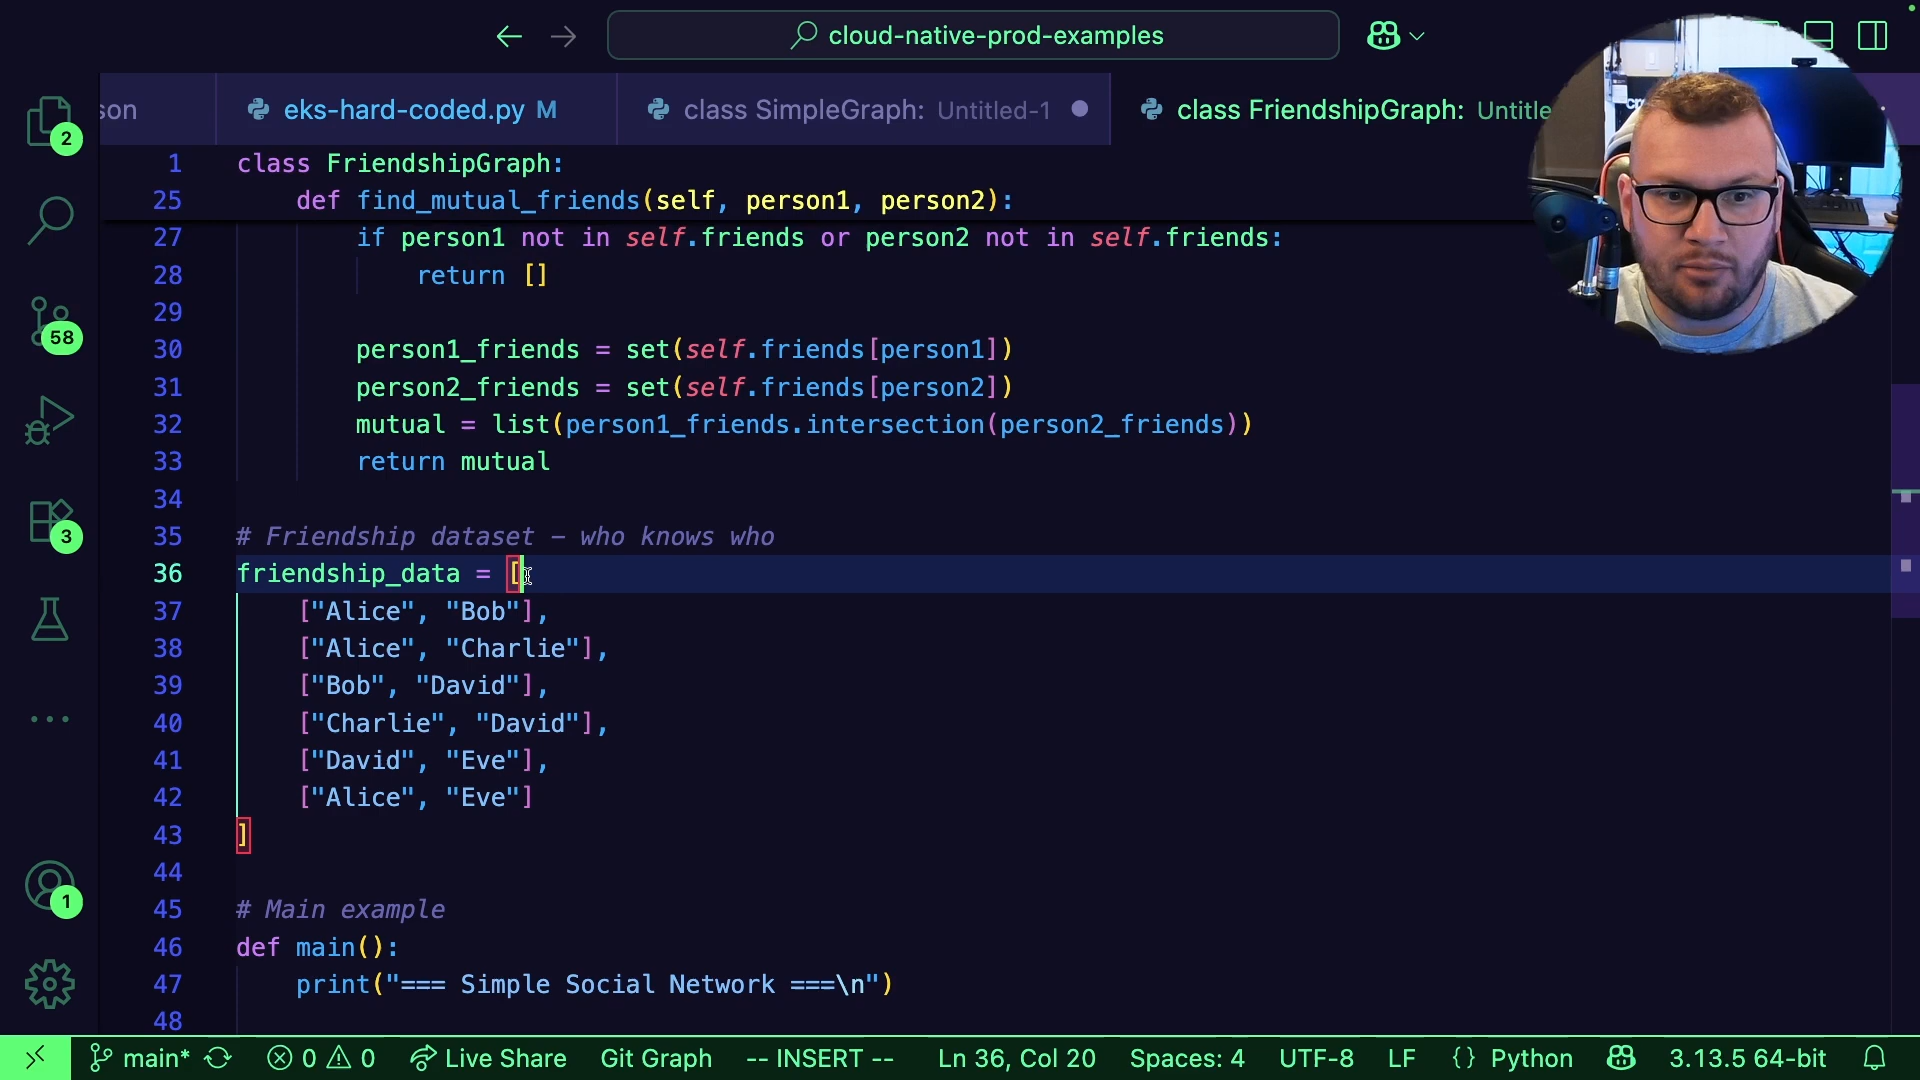 cloud-native-prod-examples
son
eks-hard-coded.py M
class SimpleGraph: Untitled-1
class FriendshipGraph: Untitle
1 class FriendshipGraph:
25 def find_mutual_friends(self, person1, person2):
27 if person1 not in self.friends or person2 not in self.friends:
28 return []
29
30 person1_friends = set(self.friends[person1])
31 person2_friends = set(self.friends[person2])
32 mutual = list(person1_friends.intersection(person2_friends))
33 return mutual
34
35 # Friendship dataset – who knows who
36 friendship_data = [
37 ["Alice", "Bob"],
38 ["Alice", "Charlie"],
39 ["Bob", "David"],
40 ["Charlie", "David"],
41 ["David", "Eve"],
42 ["Alice", "Eve"]
43 ]
44
45 # Main example
46 def main():
47 print("=== Simple Social Network ===\n")
48
2
58
3
1
main* 0 0 Live Share Git Graph -- INSERT -- Ln 36, Col 20 Spaces: 4 UTF-8 LF {} Python 3.13.5 64-bit